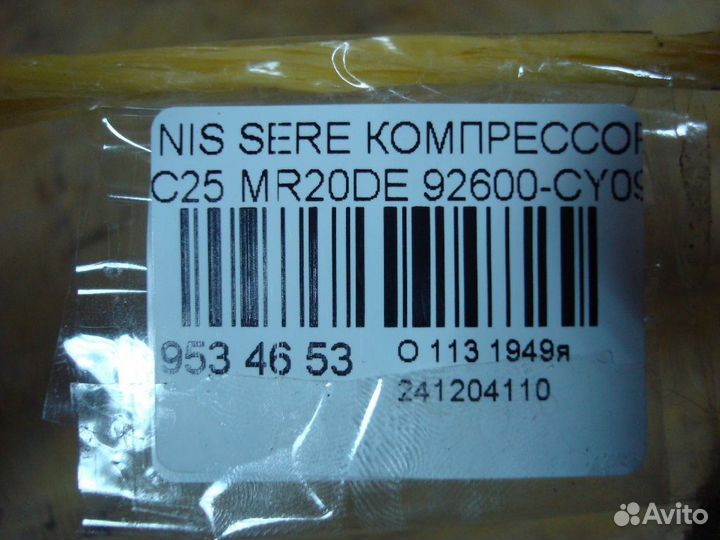 NIS SERE КОМПРЕССОР
C25 MR20DE 92600-CY09
953 46 53
О 113 1949я
241204110
Avito